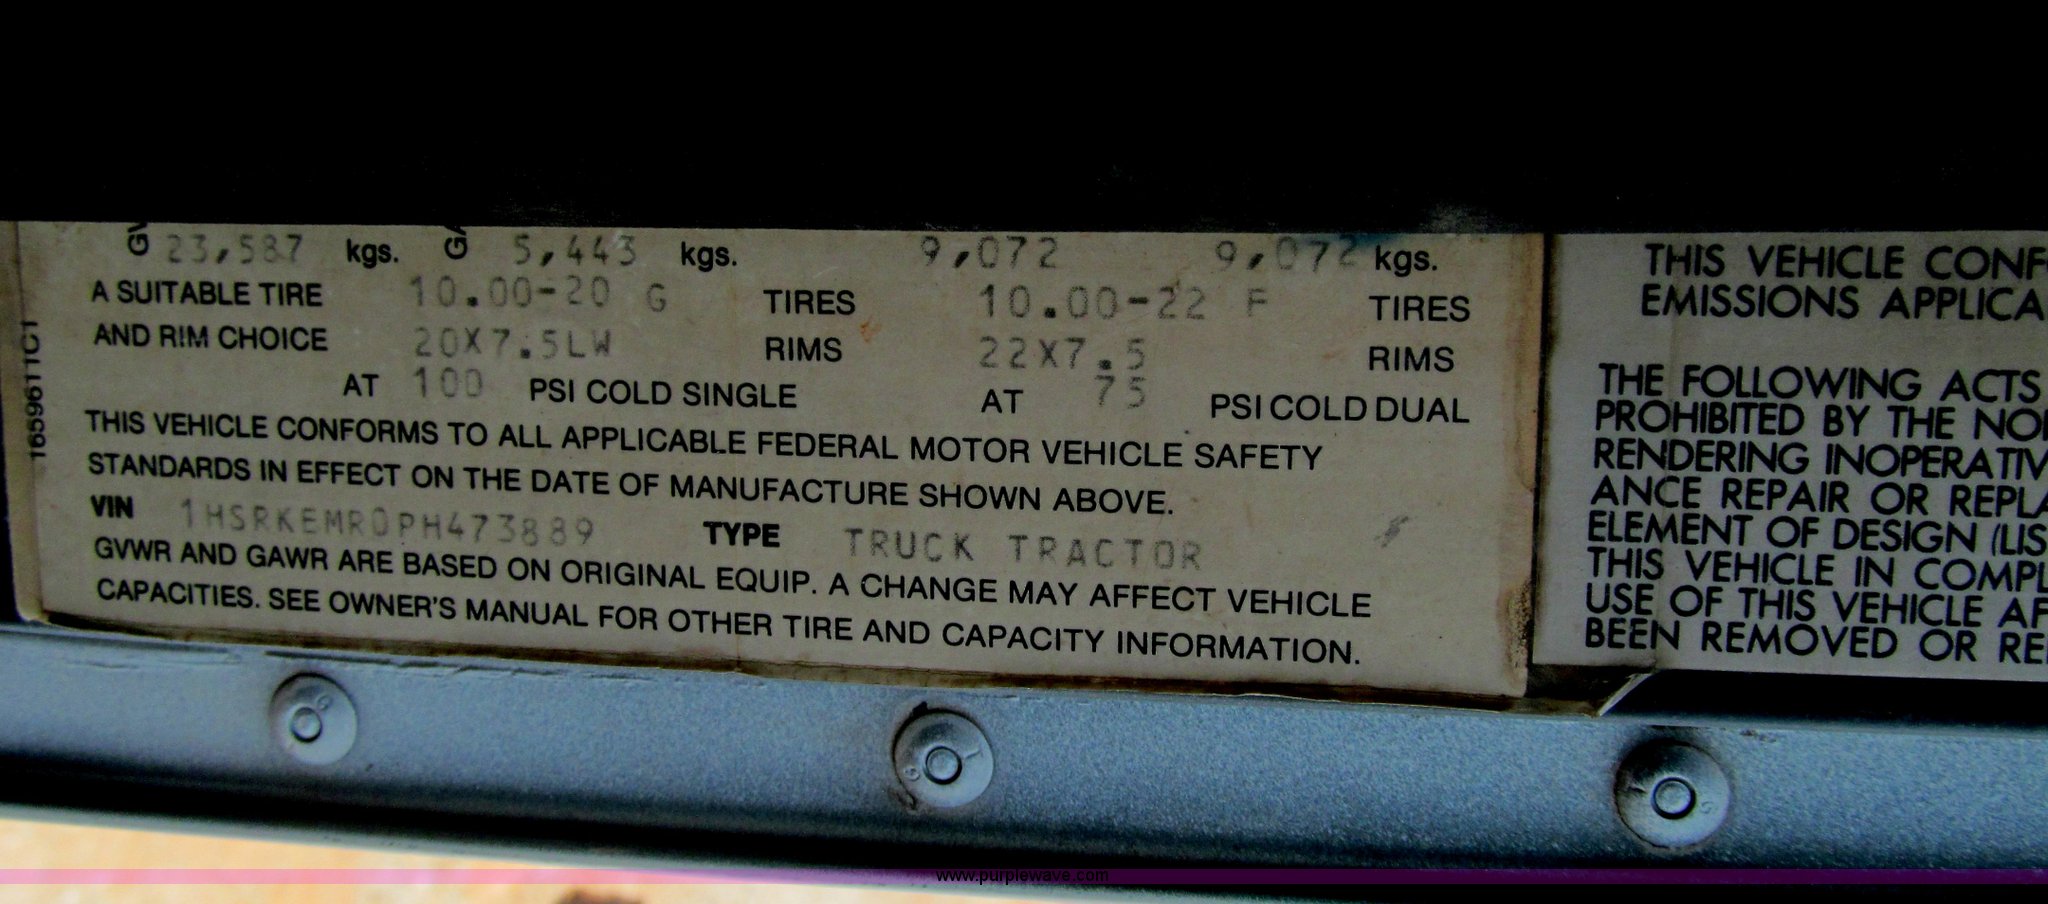 GV 23,587 kgs. GA 5,443 kgs. 9,072 9,072 kgs.
A SUITABLE TIRE 10.00-20 G TIRES 10.00-22 F TIRES
AND RIM CHOICE 20X7.5LW RIMS 22X7.5 RIMS
AT 100 PSI COLD SINGLE AT 75 PSI COLD DUAL
THIS VEHICLE CONFORMS TO ALL APPLICABLE FEDERAL MOTOR VEHICLE SAFETY
STANDARDS IN EFFECT ON THE DATE OF MANUFACTURE SHOWN ABOVE.
VIN 1HSRKEMR0PH473889 TYPE TRUCK TRACTOR
GVWR AND GAWR ARE BASED ON ORIGINAL EQUIP. A CHANGE MAY AFFECT VEHICLE
CAPACITIES. SEE OWNER'S MANUAL FOR OTHER TIRE AND CAPACITY INFORMATION.
1659611C1
THIS VEHICLE CONF
EMISSIONS APPLICA
THE FOLLOWING ACTS
PROHIBITED BY THE NO
RENDERING INOPERATIV
ANCE REPAIR OR REPLA
ELEMENT OF DESIGN (LIS
THIS VEHICLE IN COMPL
USE OF THIS VEHICLE AF
BEEN REMOVED OR RE
www.purplewave.com